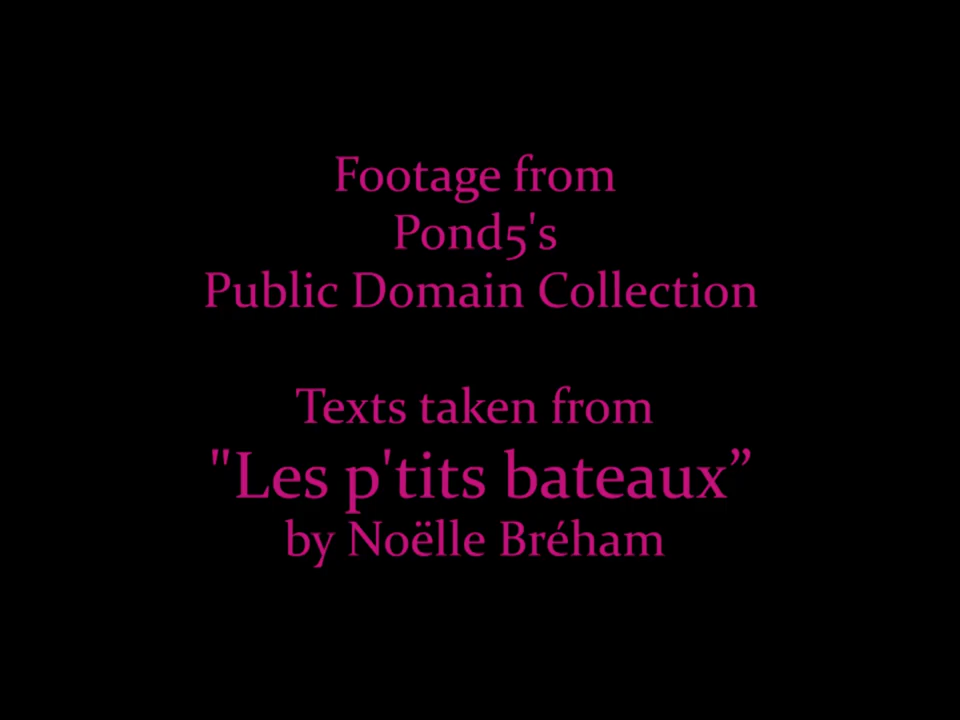 Footage from
Pond5's
Public Domain Collection
Texts taken from
"Les p'tits bateaux”
by Noëlle Bréham